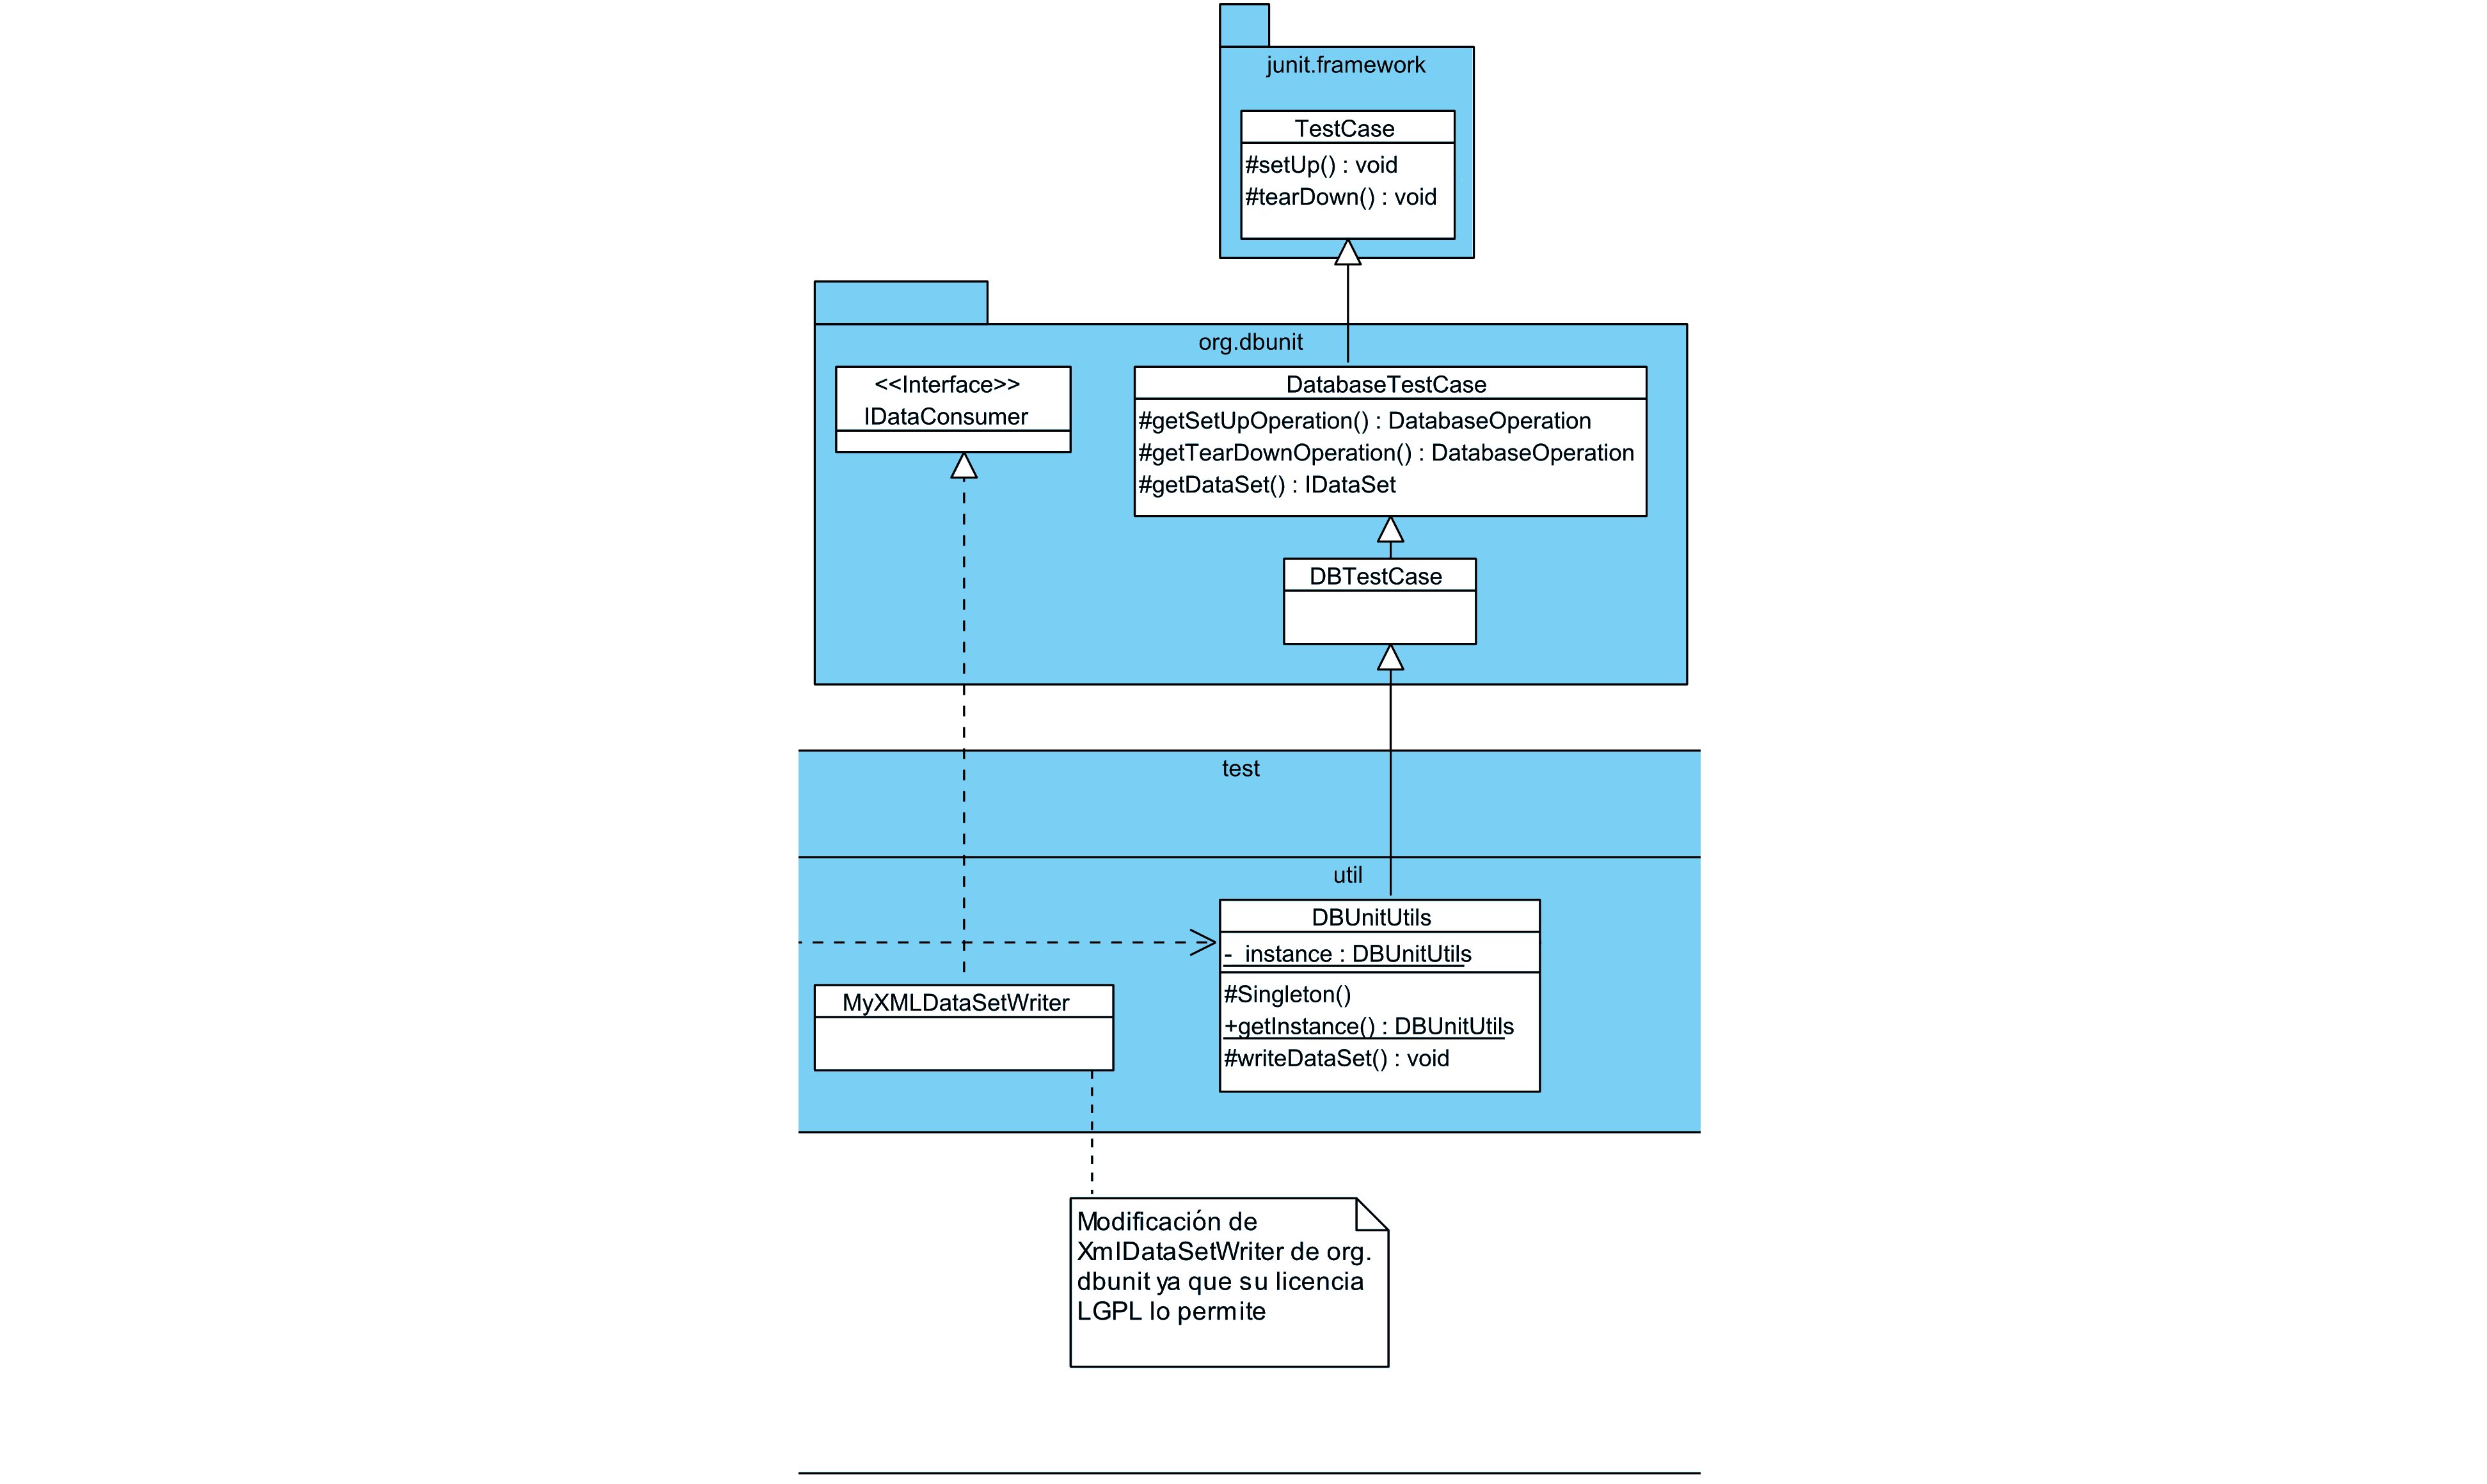 junit.framework
TestCase
#setUp() : void
#tearDown() : void
org.dbunit
<<Interface>>
IDataConsumer
DatabaseTestCase
#getSetUpOperation() : DatabaseOperation
#getTearDownOperation() : DatabaseOperation
#getDataSet() : IDataSet
DBTestCase
test
util
DBUnitUtils
- instance : DBUnitUtils
#Singleton()
+getInstance() : DBUnitUtils
#writeDataSet() : void
MyXMLDataSetWriter
Modificación de
XmlDataSetWriter de org.
dbunit ya que su licencia
LGPL lo permite